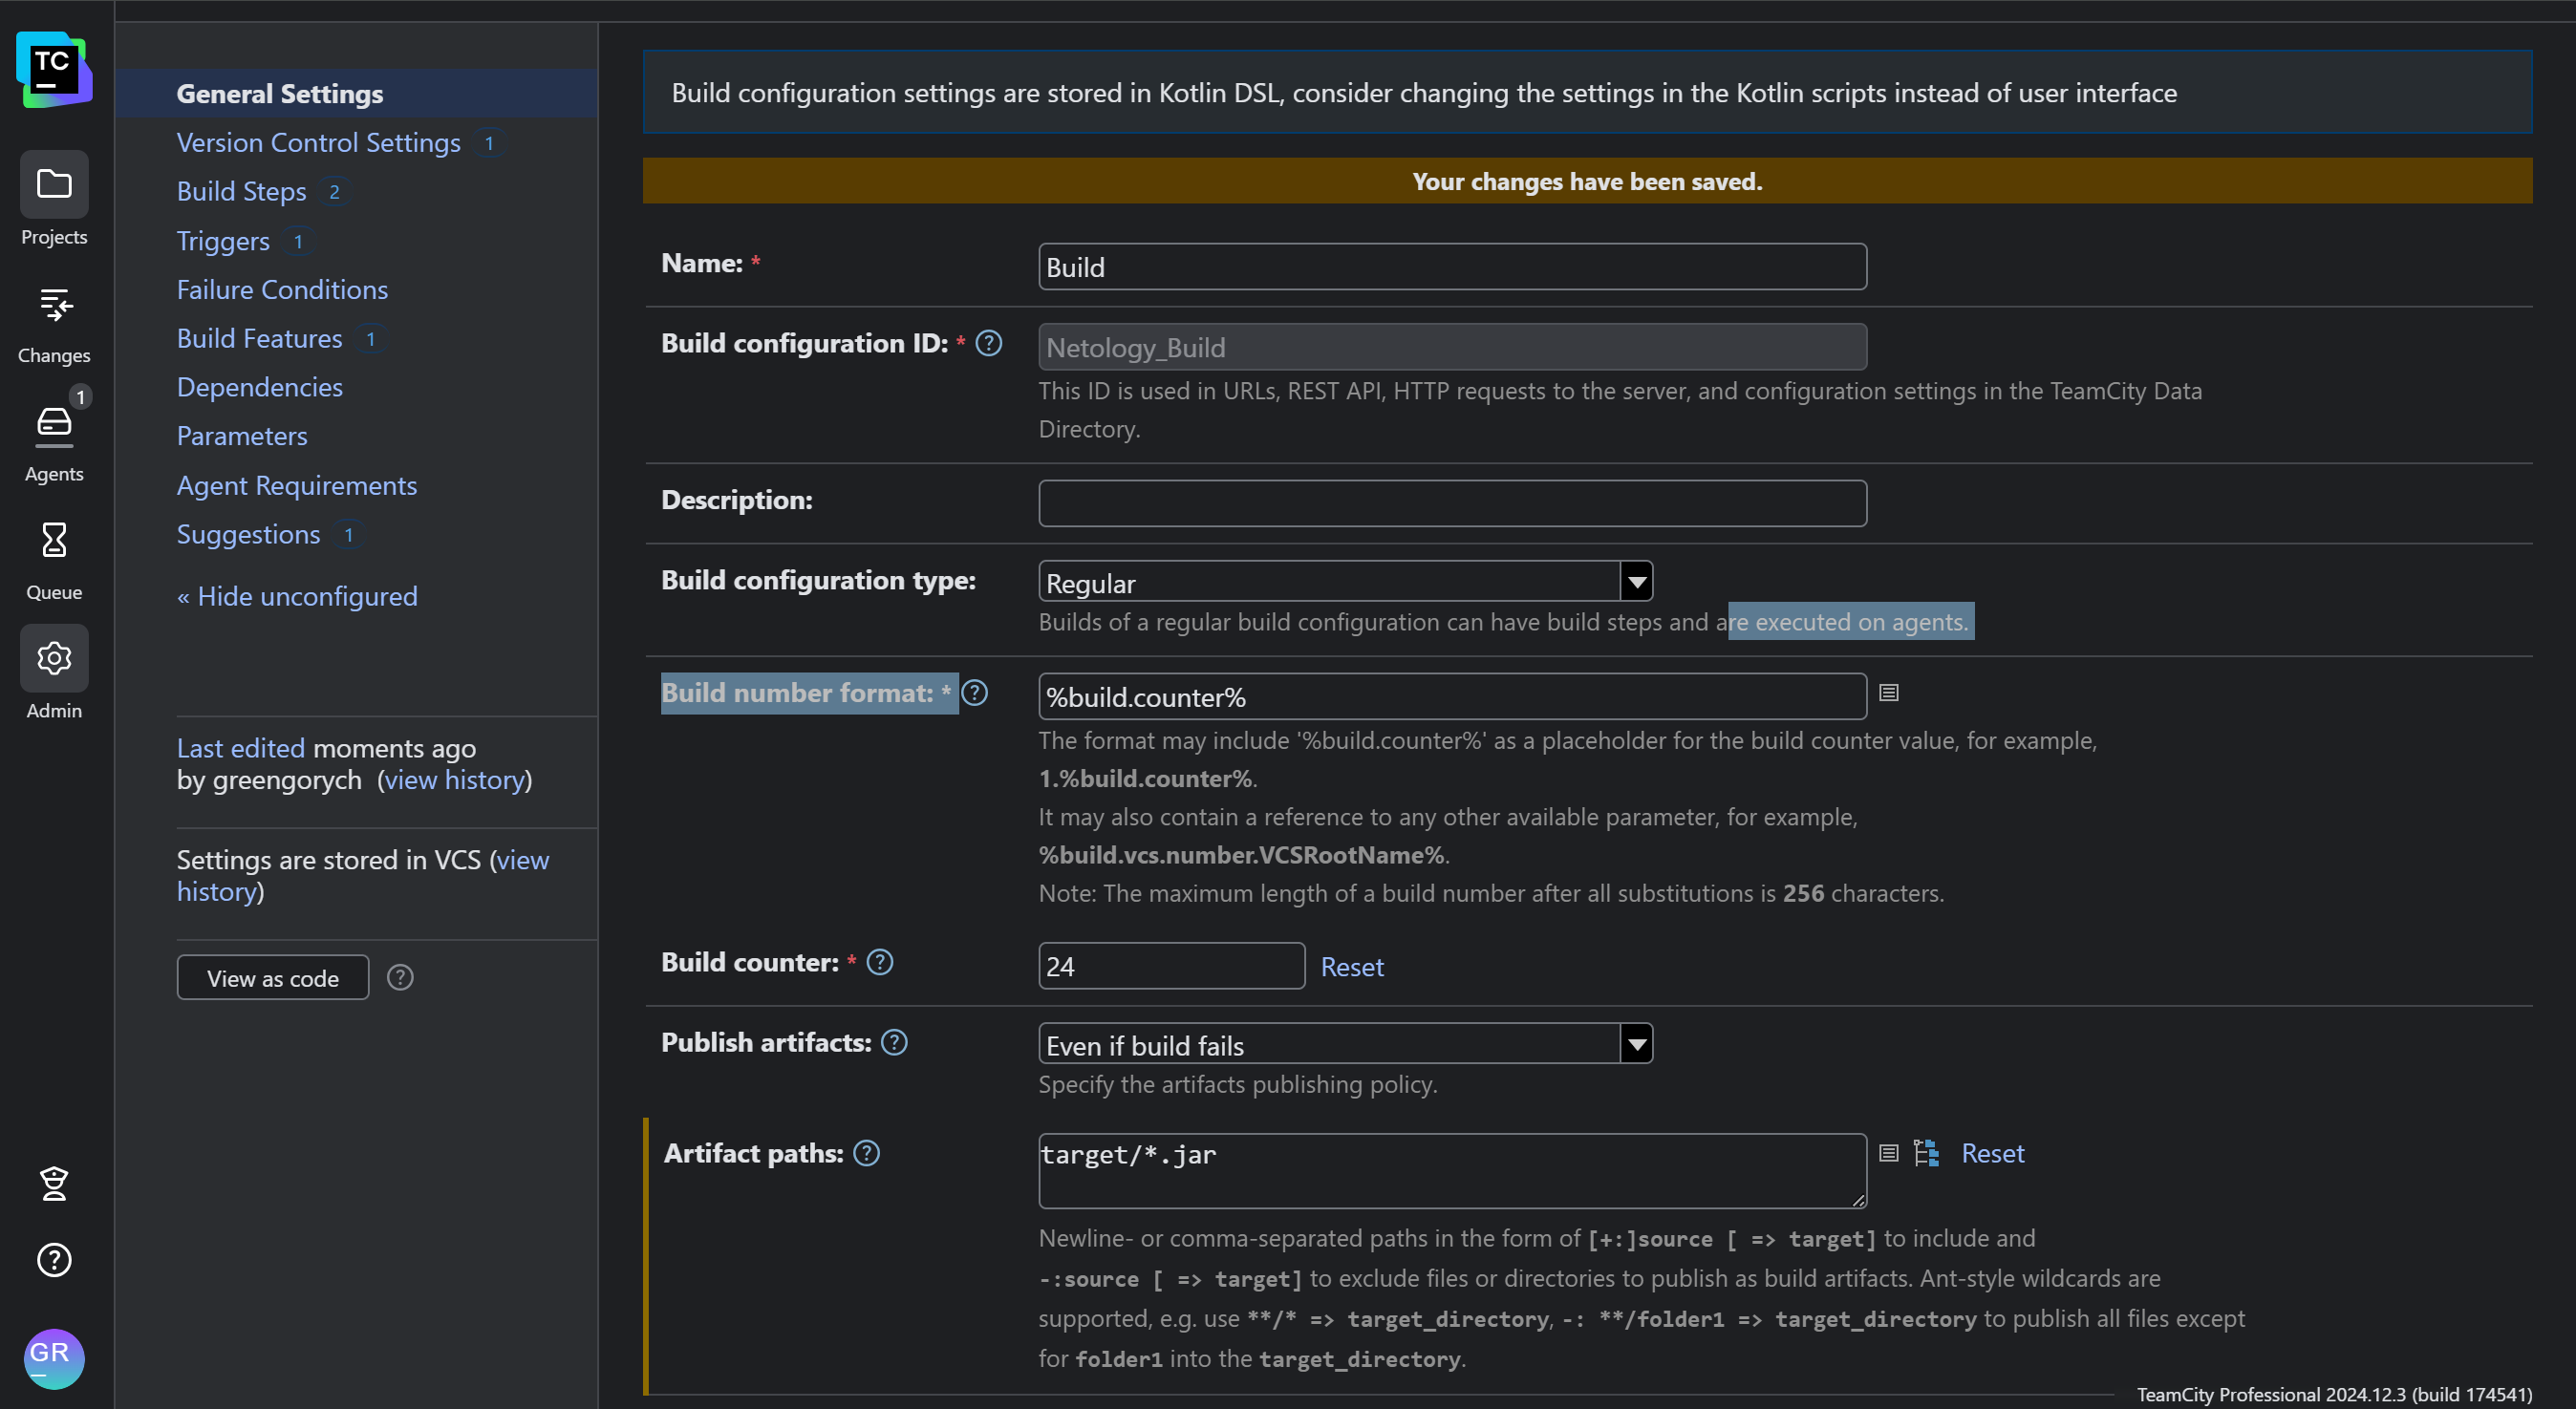 TC
Projects
Changes
1
Agents
Queue
Admin
GR
General Settings
Version Control Settings 1
Build Steps 2
Triggers 1
Failure Conditions
Build Features 1
Dependencies
Parameters
Agent Requirements
Suggestions 1
« Hide unconfigured
Last edited moments ago
by greengorych (view history)
Settings are stored in VCS (view
history)
View as code ?
Build configuration settings are stored in Kotlin DSL, consider changing the settings in the Kotlin scripts instead of user interface
Your changes have been saved.
Name: * Build
Build configuration ID: * ? Netology_Build
This ID is used in URLs, REST API, HTTP requests to the server, and configuration settings in the TeamCity Data
Directory.
Description:
Build configuration type: Regular
Builds of a regular build configuration can have build steps and are executed on agents.
Build number format: * ? %build.counter%
The format may include '%build.counter%' as a placeholder for the build counter value, for example,
1.%build.counter%.
It may also contain a reference to any other available parameter, for example,
%build.vcs.number.VCSRootName%.
Note: The maximum length of a build number after all substitutions is 256 characters.
Build counter: * ? 24 Reset
Publish artifacts: ? Even if build fails
Specify the artifacts publishing policy.
Artifact paths: ? target/*.jar Reset
Newline- or comma-separated paths in the form of [+:]source [ => target] to include and
-:source [ => target] to exclude files or directories to publish as build artifacts. Ant-style wildcards are
supported, e.g. use **/* => target_directory, -: **/folder1 => target_directory to publish all files except
for folder1 into the target_directory.
TeamCity Professional 2024.12.3 (build 174541)